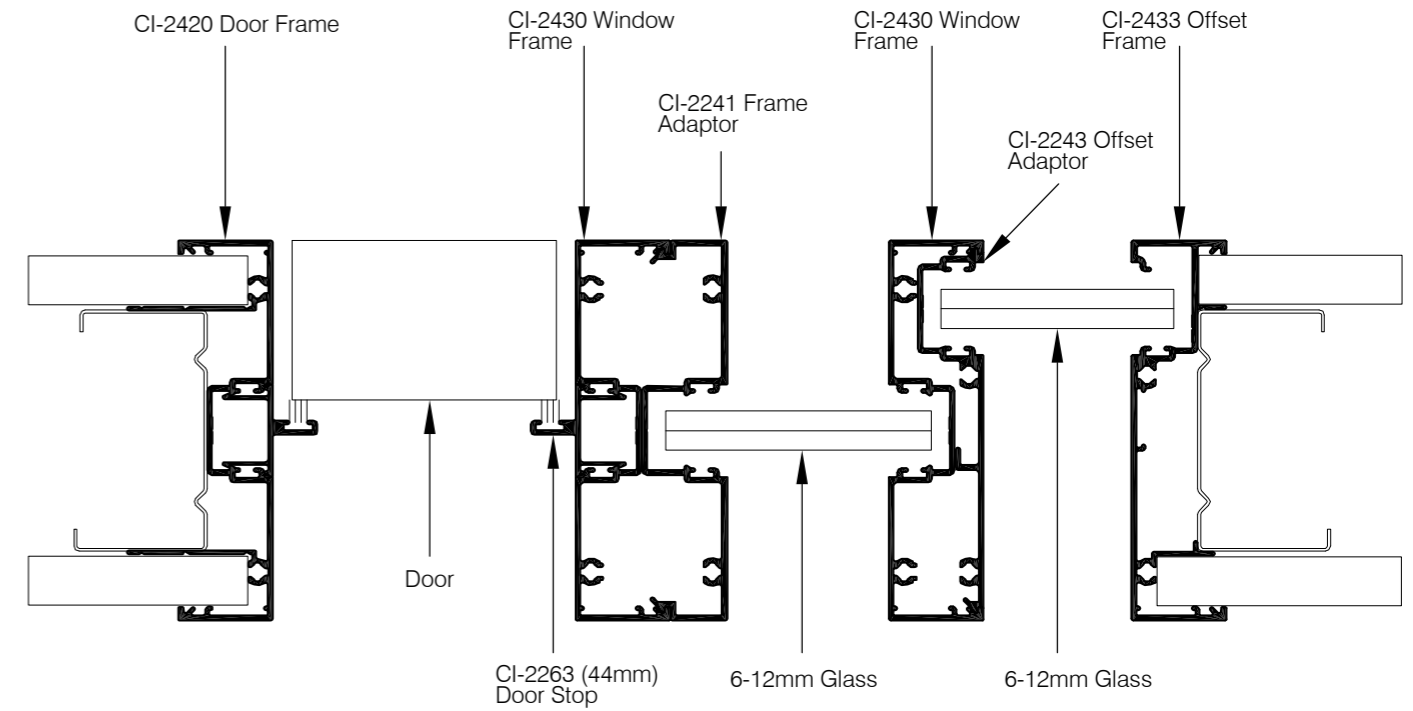 CI-2420 Door Frame
CI-2430 Window
Frame
CI-2430 Window
Frame
CI-2433 Offset
Frame
CI-2241 Frame
Adaptor
CI-2243 Offset
Adaptor
Door
CI-2263 (44mm)
Door Stop
6-12mm Glass
6-12mm Glass